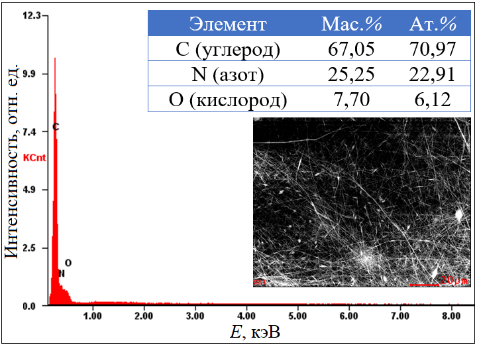 12.3
Элемент Мас.% Ат.%
C (углерод) 67,05 70,97
N (азот) 25,25 22,91
O (кислород) 7,70 6,12
9.9
7.4
4.9
2.5
0.0
KCnt
Интенсивность, отн. ед.
C
O
N
1.00 2.00 3.00 4.00 5.00 6.00 7.00 8.00
E, кэВ